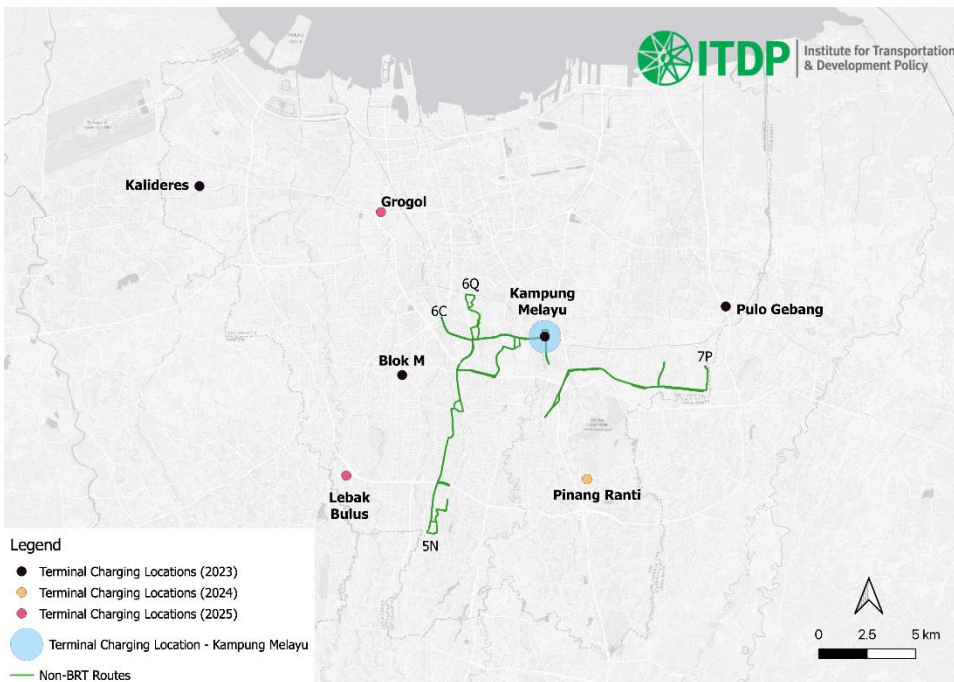 ITDP
Institute for Transportation
& Development Policy
Kalideres
Grogol
6Q
6C
Kampung
Melayu
Pulo Gebang
Blok M
7P
Lebak
Bulus
Pinang Ranti
5N
Legend
Terminal Charging Locations (2023)
Terminal Charging Locations (2024)
Terminal Charging Locations (2025)
Terminal Charging Location - Kampung Melayu
Non-BRT Routes
0 2.5 5 km